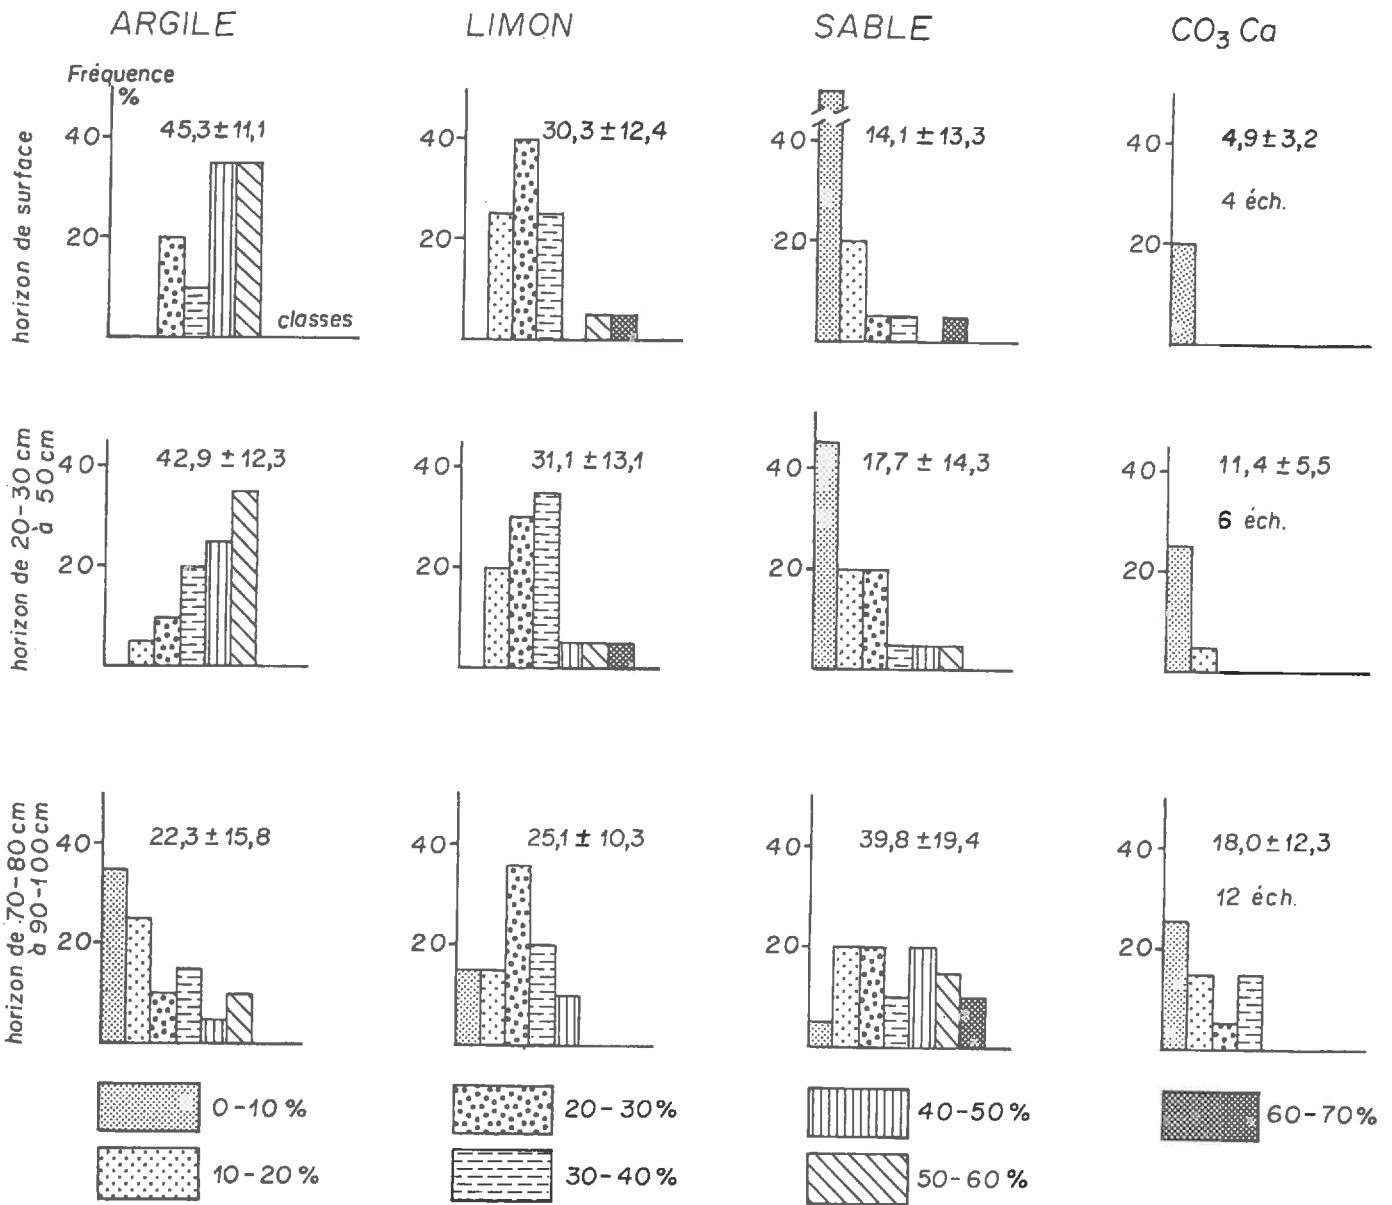 ARGILE LIMON SABLE CO₃ Ca
Fréquence
%
horizon de surface
40 45,3 ± 11,1 40 30,3 ± 12,4 40 14,1 ± 13,3 40 4,9 ± 3,2
4 éch.
20 20 20 20
classes
horizon de 20-30 cm
à 50 cm
40 42,9 ± 12,3 40 31,1 ± 13,1 40 17,7 ± 14,3 40 11,4 ± 5,5
6 éch.
20 20 20 20
horizon de 70-80 cm
à 90-100 cm
40 22,3 ± 15,8 40 25,1 ± 10,3 40 39,8 ± 19,4 40 18,0 ± 12,3
12 éch.
20 20 20 20
0-10 % 20-30% 40-50% 60-70%
10-20 % 30-40% 50-60 %